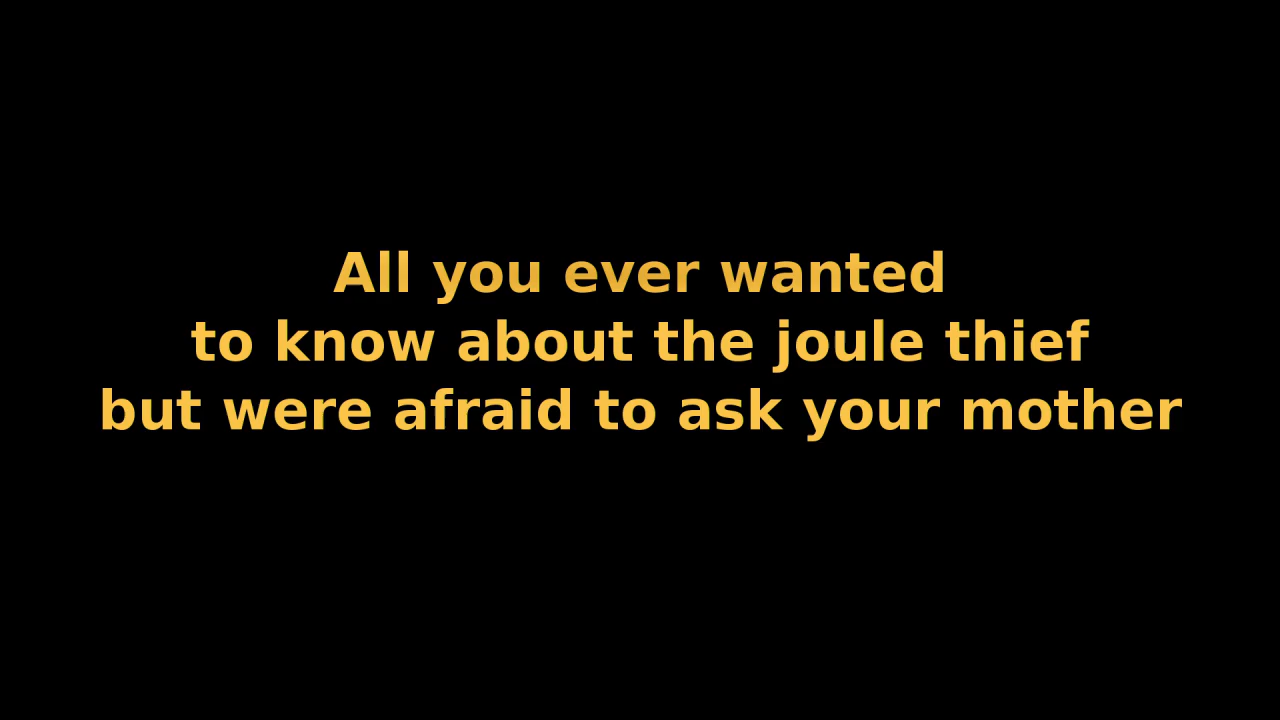 All you ever wanted
to know about the joule thief
but were afraid to ask your mother